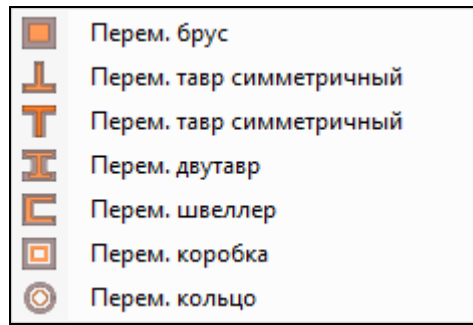 Перем. брус
Перем. тавр симметричный
Перем. тавр симметричный
Перем. двутавр
Перем. швеллер
Перем. коробка
Перем. кольцо